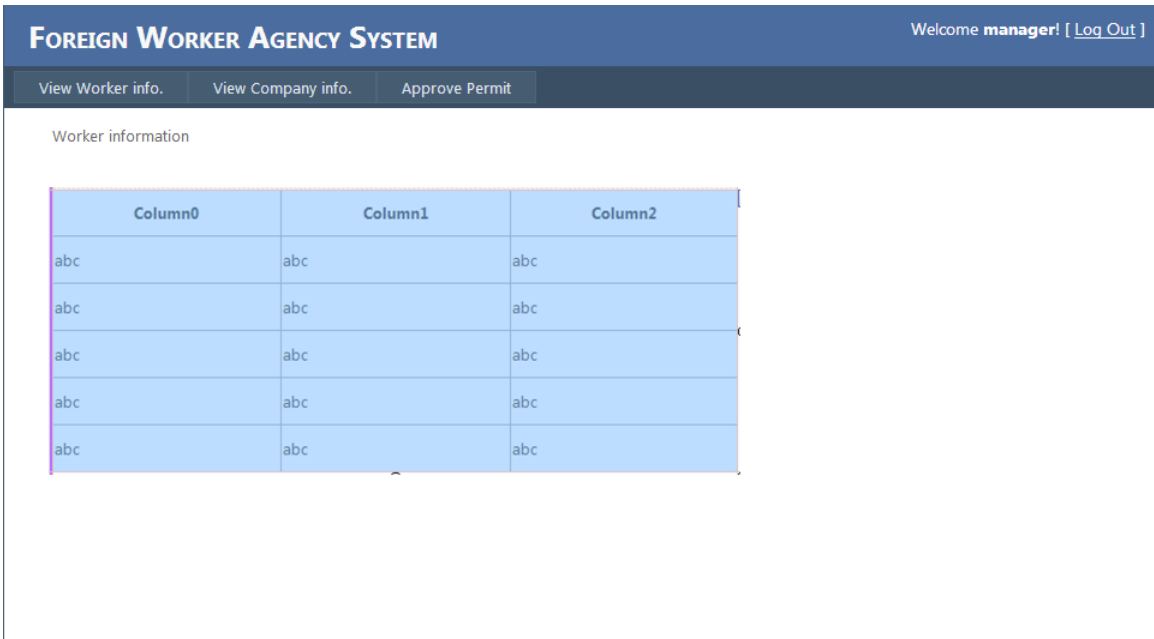 FOREIGN WORKER AGENCY SYSTEM
Welcome manager! [ Log Out ]
View Worker info. View Company info. Approve Permit
Worker information
Column0 Column1 Column2
abc abc abc
abc abc abc
abc abc abc
abc abc abc
abc abc abc